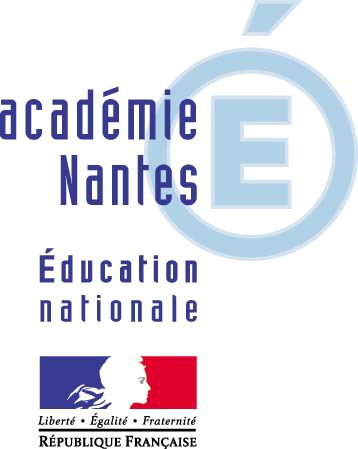 académie
Nantes
É
Éducation
nationale
Liberté • Égalité • Fraternité
RÉPUBLIQUE FRANÇAISE